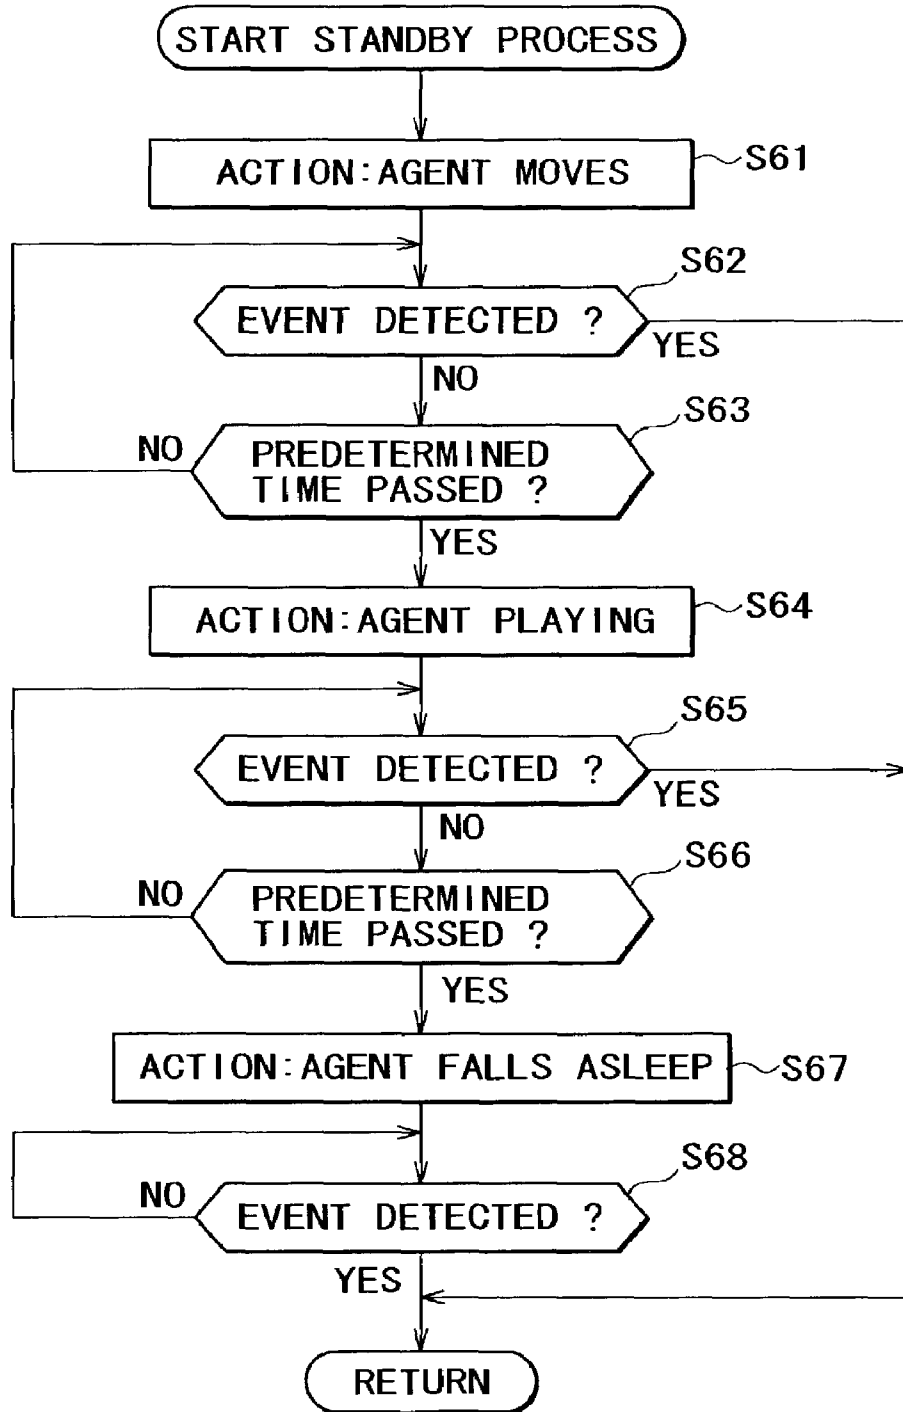 START STANDBY PROCESS
ACTION:AGENT MOVES
S61
S62
EVENT DETECTED ?
YES
NO
S63
NO
PREDETERMINED
TIME PASSED ?
YES
ACTION:AGENT PLAYING
S64
S65
EVENT DETECTED ?
YES
NO
S66
NO
PREDETERMINED
TIME PASSED ?
YES
ACTION:AGENT FALLS ASLEEP
S67
S68
NO
EVENT DETECTED ?
YES
RETURN